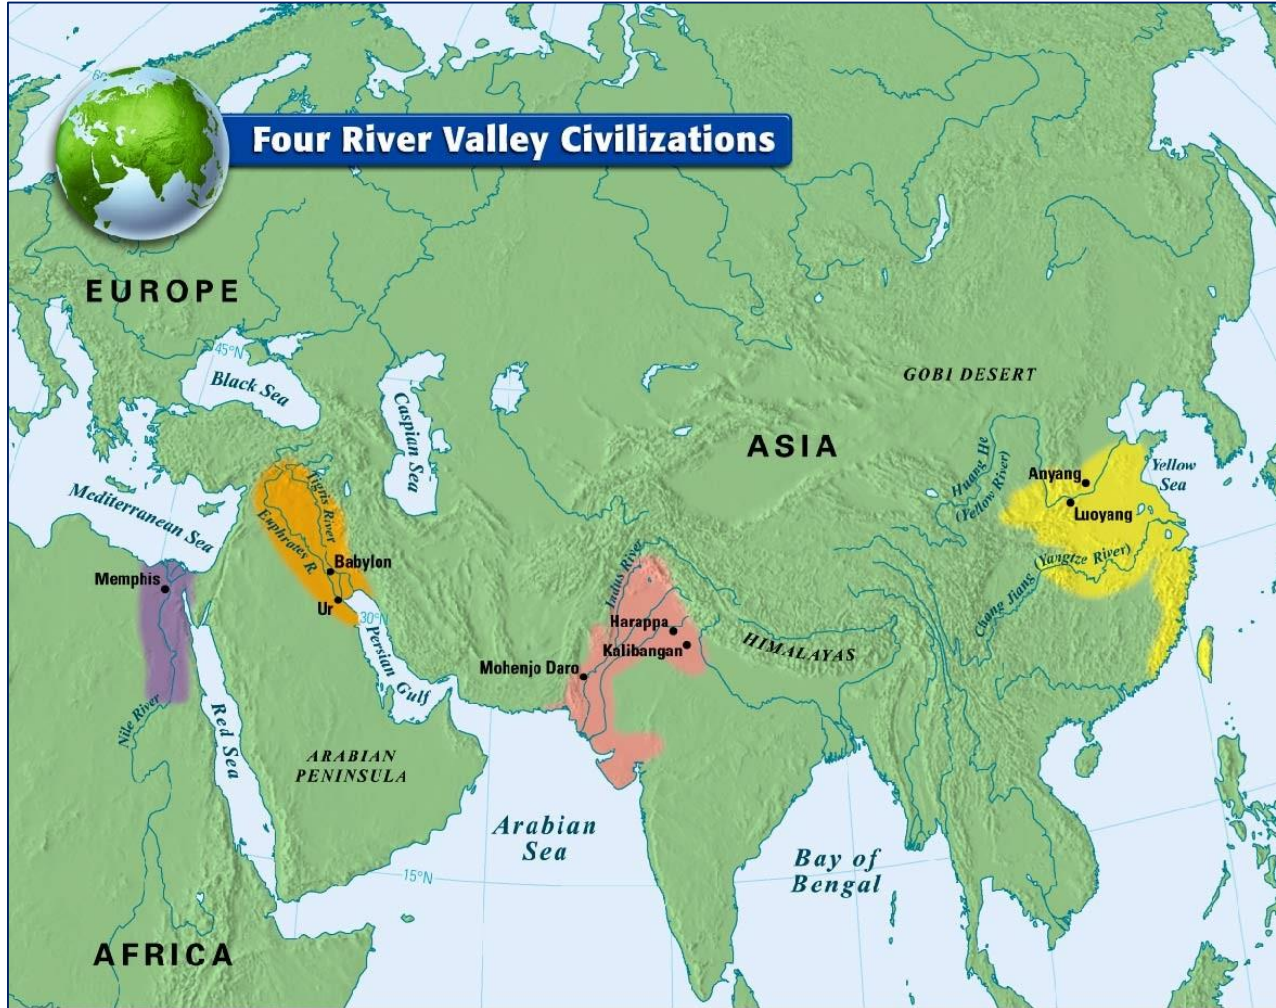 60
Four River Valley Civilizations
EUROPE
45°N
Black Sea
Caspian Sea
GOBI DESERT
ASIA
Huang He
(Yellow River)
Yellow
Sea
Anyang
Luoyang
Mediterranean Sea
Tigris River
Euphrates R.
Babylon
Ur
30°N
Memphis
Nile River
Red Sea
Persian Gulf
ARABIAN
PENINSULA
Indus River
Harappa
Kalibangan
Mohenjo Daro
HIMALAYAS
Chang Jiang (Yangtze River)
Arabian
Sea
Bay of
Bengal
15°N
AFRICA